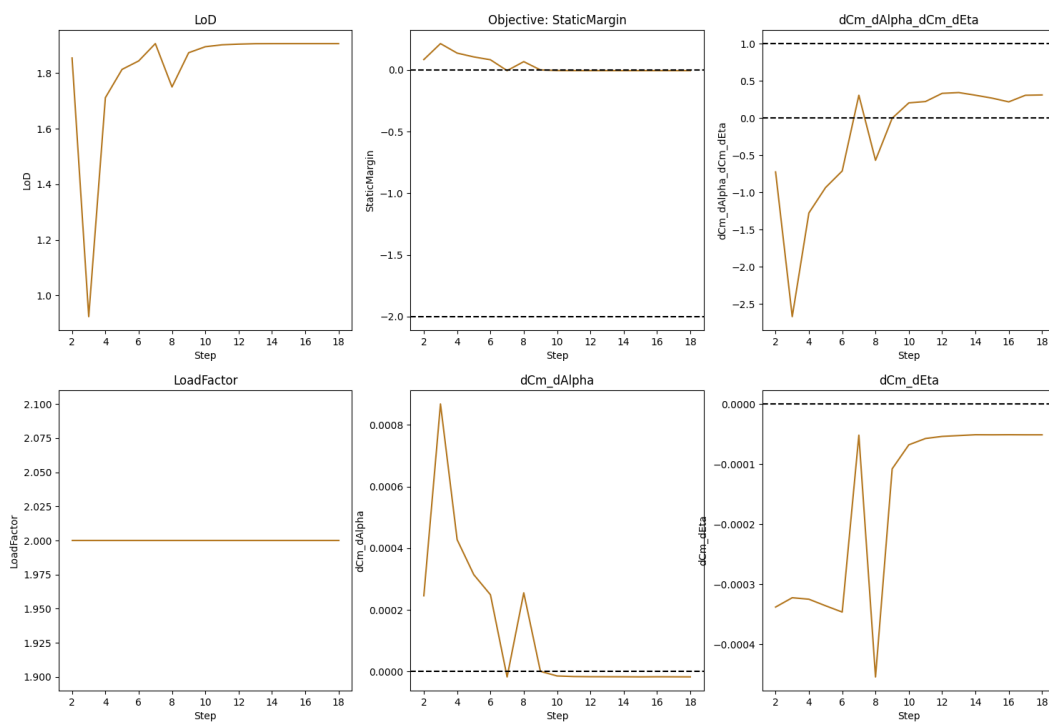 LoD
1.8
1.6
1.4
1.2
1.0
LoD
2 4 6 8 10 12 14 16 18
Step
Objective: StaticMargin
0.0
−0.5
−1.0
−1.5
−2.0
StaticMargin
2 4 6 8 10 12 14 16 18
Step
dCm_dAlpha_dCm_dEta
1.0
0.5
0.0
−0.5
−1.0
−1.5
−2.0
−2.5
dCm_dAlpha_dCm_dEta
2 4 6 8 10 12 14 16 18
Step
LoadFactor
2.100
2.075
2.050
2.025
2.000
1.975
1.950
1.925
1.900
LoadFactor
2 4 6 8 10 12 14 16 18
Step
dCm_dAlpha
0.0008
0.0006
0.0004
0.0002
0.0000
dCm_dAlpha
2 4 6 8 10 12 14 16 18
Step
dCm_dEta
0.0000
−0.0001
−0.0002
−0.0003
−0.0004
dCm_dEta
2 4 6 8 10 12 14 16 18
Step